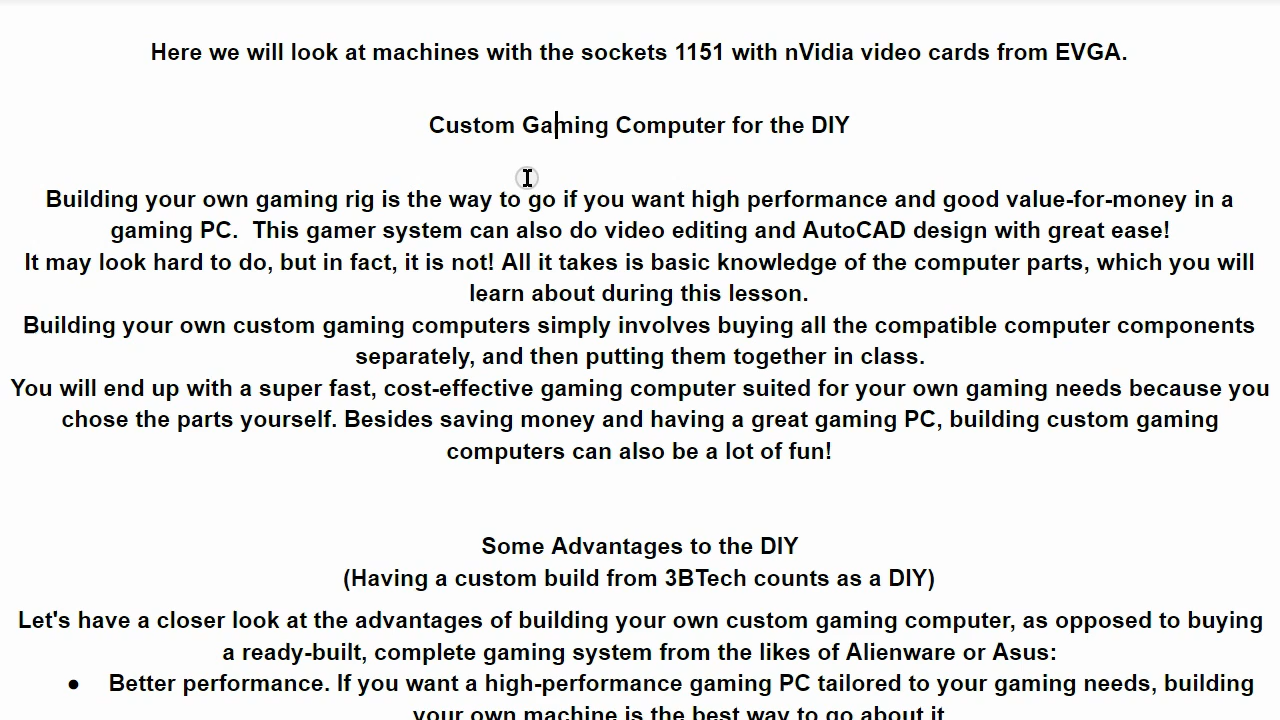 Here we will look at machines with the sockets 1151 with nVidia video cards from EVGA.
Custom Gaming Computer for the DIY
Building your own gaming rig is the way to go if you want high performance and good value-for-money in a
gaming PC.  This gamer system can also do video editing and AutoCAD design with great ease!
It may look hard to do, but in fact, it is not! All it takes is basic knowledge of the computer parts, which you will
learn about during this lesson.
Building your own custom gaming computers simply involves buying all the compatible computer components
separately, and then putting them together in class.
You will end up with a super fast, cost-effective gaming computer suited for your own gaming needs because you
chose the parts yourself. Besides saving money and having a great gaming PC, building custom gaming
computers can also be a lot of fun!
Some Advantages to the DIY
(Having a custom build from 3BTech counts as a DIY)
Let's have a closer look at the advantages of building your own custom gaming computer, as opposed to buying
a ready-built, complete gaming system from the likes of Alienware or Asus:
● Better performance. If you want a high-performance gaming PC tailored to your gaming needs, building
your own machine is the best way to go about it